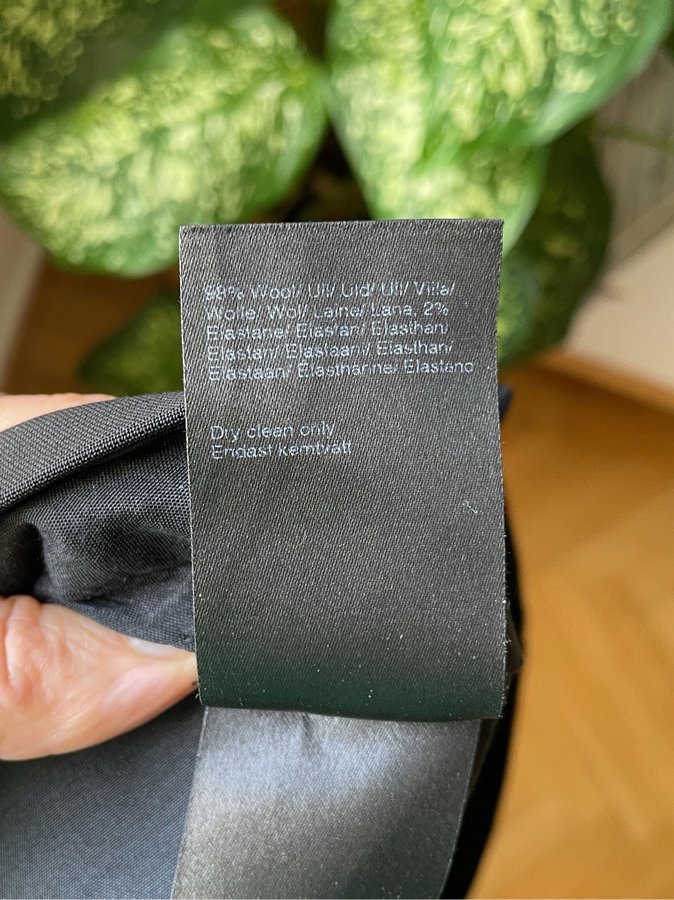 98% Wool/ Ull/ Uld/ Ull/ Villa/
Wolle/ Wol/ Laine/ Lana, 2%
Elastane/ Elastan/ Elasthan/
Elastan/ Elastaani/ Elasthan/
Elastaan/ Elasthanne/ Elastano
Dry clean only
Endast kemtvätt